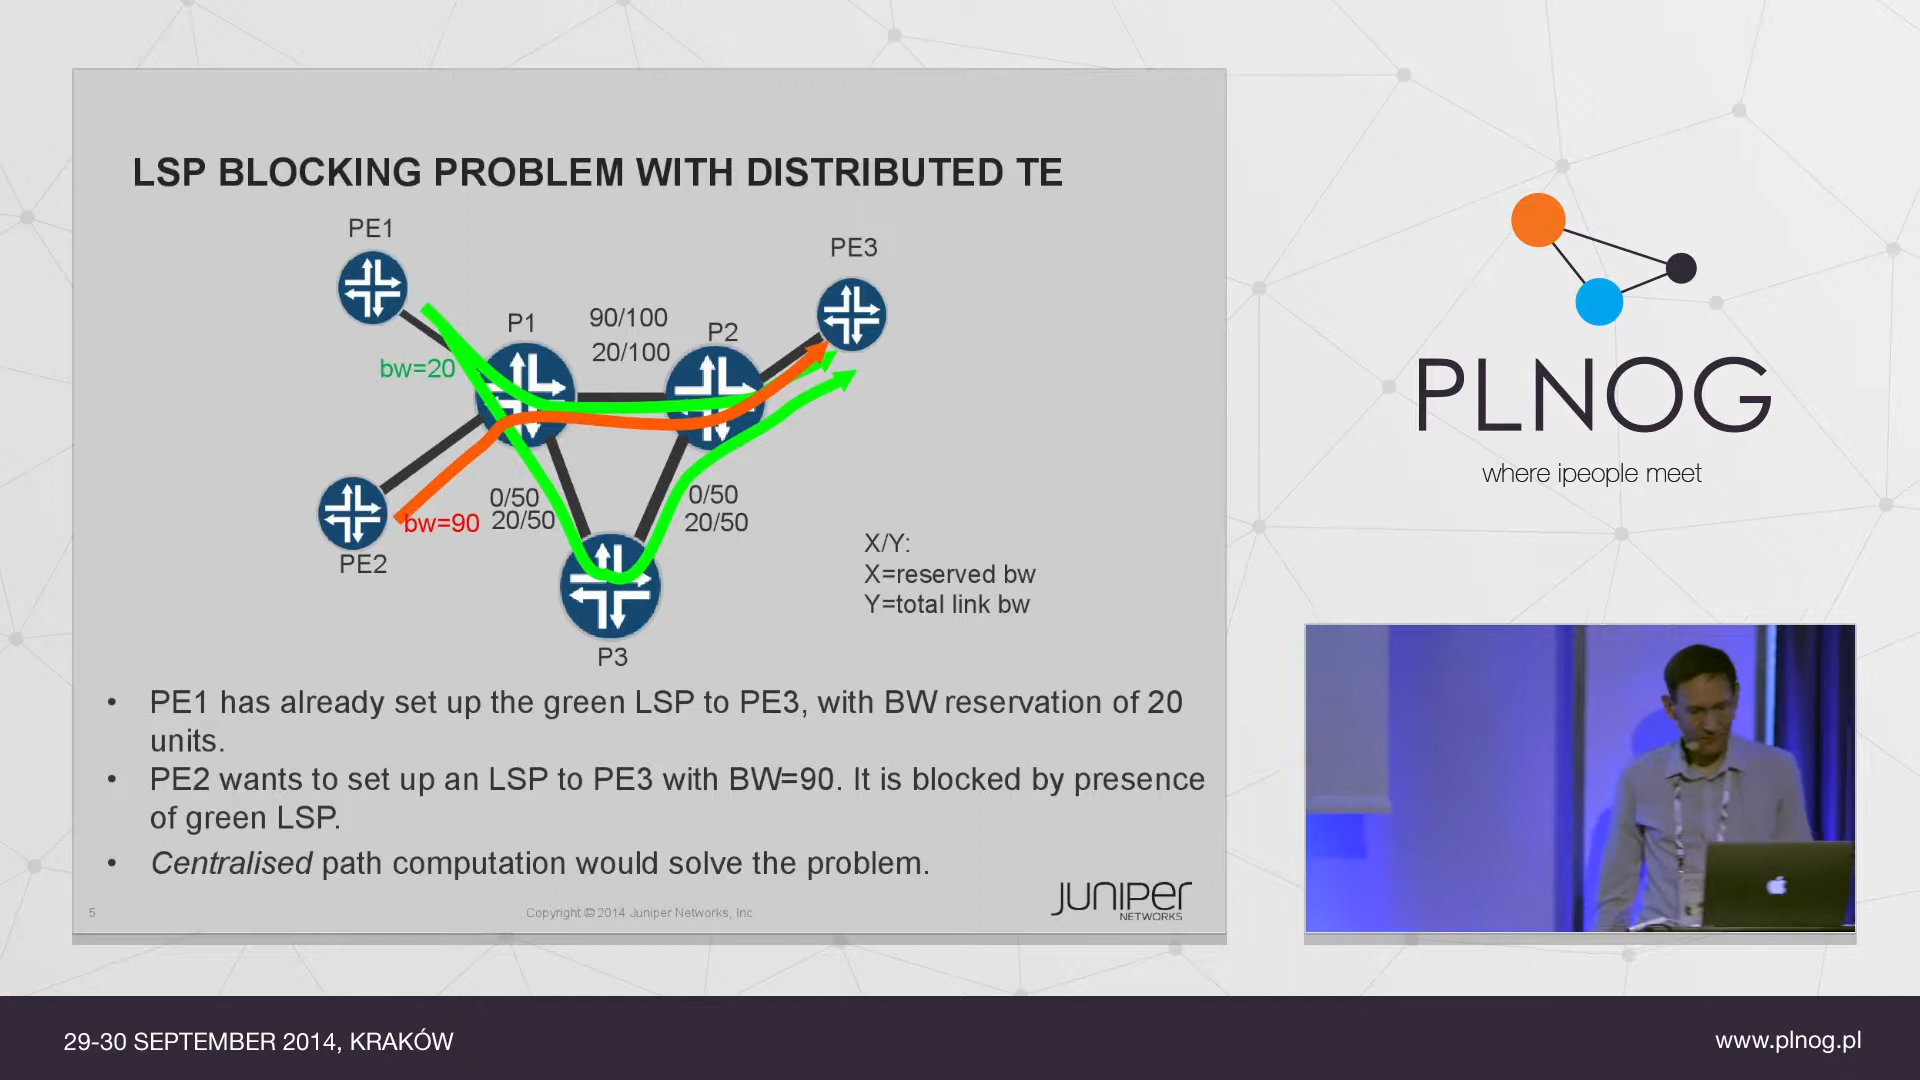 LSP BLOCKING PROBLEM WITH DISTRIBUTED TE
PE1
PE3
P1
90/100
P2
20/100
bw=20
0/50
0/50
bw=90
20/50
20/50
PE2
X/Y:
X=reserved bw
Y=total link bw
P3
• PE1 has already set up the green LSP to PE3, with BW reservation of 20
units.
• PE2 wants to set up an LSP to PE3 with BW=90. It is blocked by presence
of green LSP.
• Centralised path computation would solve the problem.
5
Copyright © 2014 Juniper Networks, Inc
JUNIPER
NETWORKS
PLNOG
where ipeople meet
29-30 SEPTEMBER 2014, KRAKÓW
www.plnog.pl